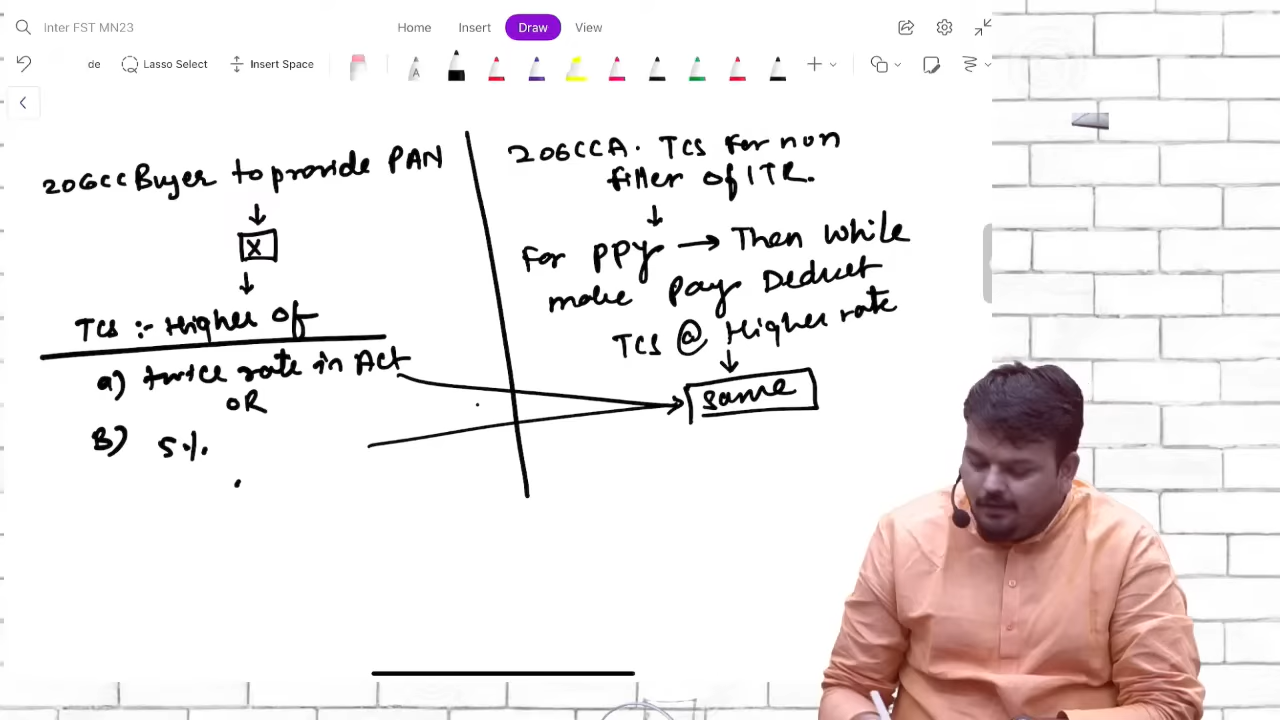 Inter FST MN23
Home
Insert
Draw
View
de
Lasso Select
Insert Space
206CC Buyer to provide PAN
X
TCS :- Higher of
a) twice rate in Act
OR
B) 5%
206CCA. TCS for non
filler of ITR.
For PPY → Then while
make Pay Deduct
TCS @ Higher rate
same